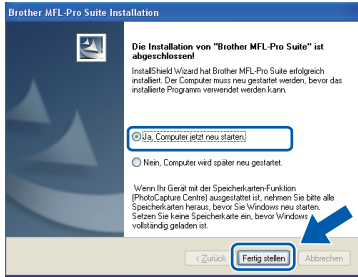 Brother MFL-Pro Suite Installation
Die Installation von "Brother MFL-Pro Suite" ist
abgeschlossen!
InstallShield Wizard hat Brother MFL-Pro Suite erfolgreich
installiert. Der Computer muss neu gestartet werden, bevor das
installierte Programm verwendet werden kann.
Ja, Computer jetzt neu starten.
Nein, Computer wird später neu gestartet.
Wenn Ihr Gerät mit der Speicherkarten-Funktion
(PhotoCapture Centre) ausgestattet ist, nehmen Sie bitte alle
Speicherkarten heraus, bevor Sie Windows neu starten.
Setzen Sie keine Speicherkarte ein, bevor Windows
vollständig geladen ist.
< Zurück Fertig stellen Abbrechen